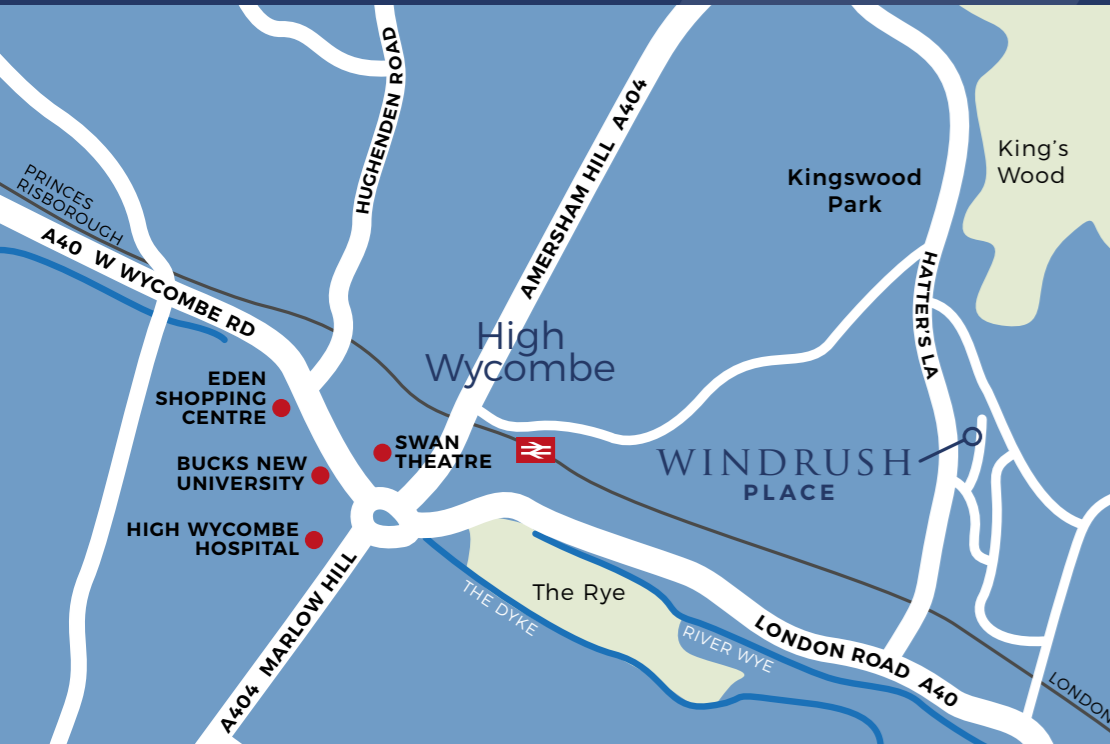 HUGHENDEN ROAD
AMERSHAM HILL A404
King's
Wood
Kingswood
Park
PRINCES
RISBOROUGH
A40 W WYCOMBE RD
HATTER'S LA
High
Wycombe
EDEN
SHOPPING
CENTRE
SWAN
THEATRE
WINDRUSH
PLACE
BUCKS NEW
UNIVERSITY
HIGH WYCOMBE
HOSPITAL
The Rye
THE DYKE
RIVER WYE
A404 MARLOW HILL
LONDON ROAD A40
LONDON